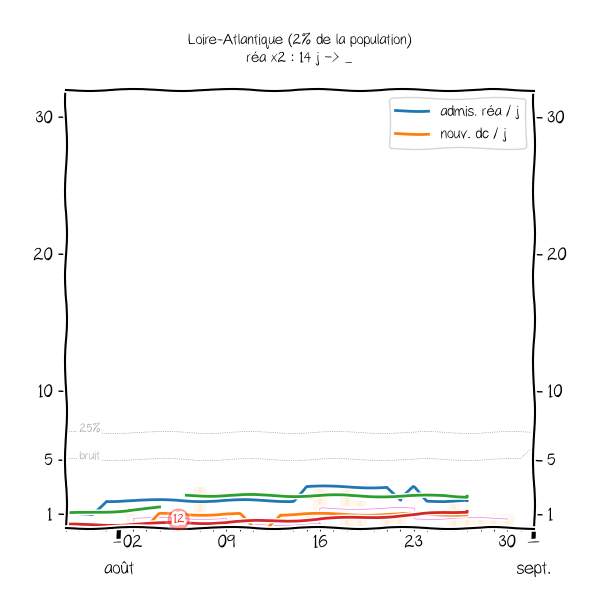 Loire-Atlantique (2% de la population)
réa x2 : 14 j -> _
admis. réa / j
nouv. dc / j
30
30
20
20
10
10
25%
bruit
5
5
1
1
12
02
09
16
23
30
août
sept.